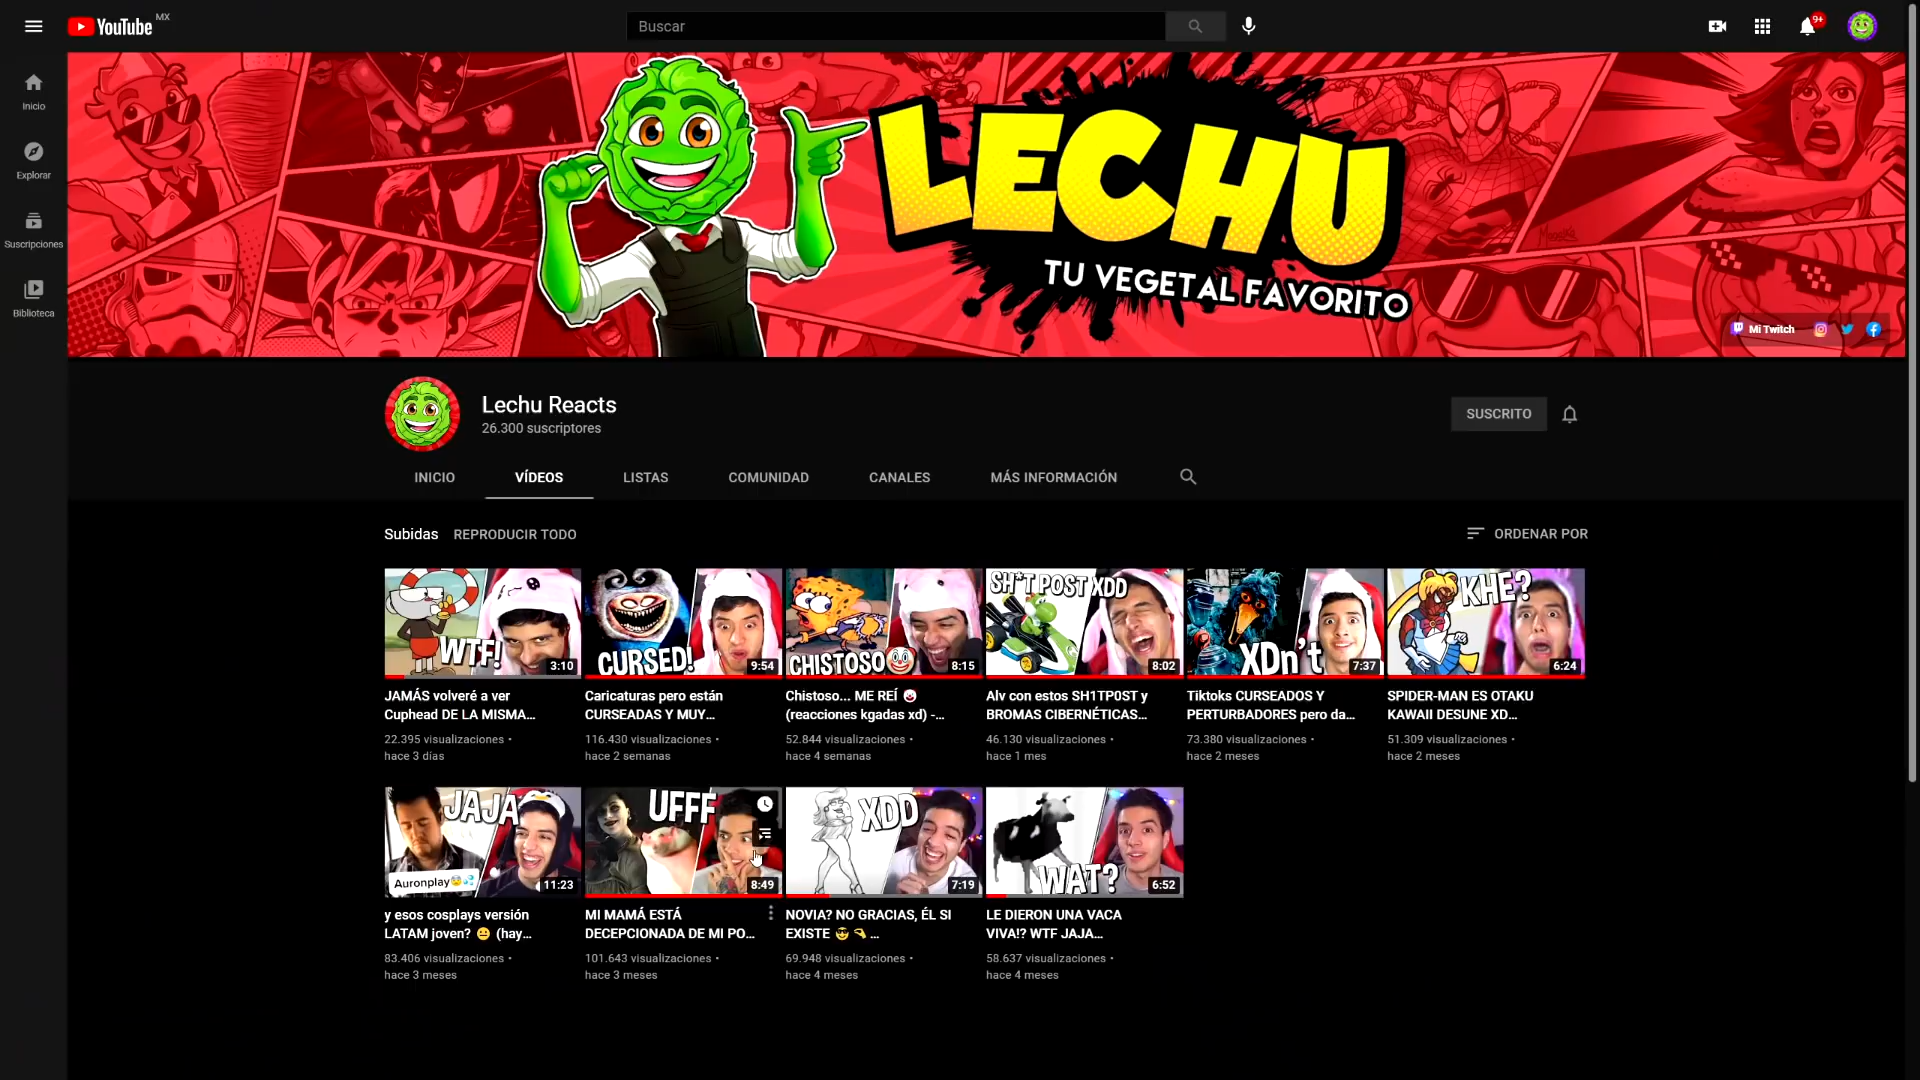 YouTube MX
Buscar
9+
Inicio
Explorar
Suscripciones
Biblioteca
LECHU
TU VEGETAL FAVORITO
Mi Twitch
Lechu Reacts
26.300 suscriptores
SUSCRITO
INICIO
VÍDEOS
LISTAS
COMUNIDAD
CANALES
MÁS INFORMACIÓN
Subidas
REPRODUCIR TODO
ORDENAR POR
WTF!
3:10
CURSED!
9:54
CHISTOSO🤡
8:15
SH*T POST XDD
8:02
XDn't
7:37
KHE?
6:24
JAMÁS volveré a ver
Cuphead DE LA MISMA...
22.395 visualizaciones •
hace 3 días
Caricaturas pero están
CURSEADAS Y MUY...
116.430 visualizaciones •
hace 2 semanas
Chistoso... ME REÍ 🤡
(reacciones kgadas xd) -...
52.844 visualizaciones •
hace 4 semanas
Alv con estos SH1TP0ST y
BROMAS CIBERNÉTICAS...
46.130 visualizaciones •
hace 1 mes
Tiktoks CURSEADOS Y
PERTURBADORES pero da...
73.380 visualizaciones •
hace 2 meses
SPIDER-MAN ES OTAKU
KAWAII DESUNE XD...
51.309 visualizaciones •
hace 2 meses
JAJA
Auronplay😰💦
11:23
UFFF
8:49
XDD
7:19
WAT?
6:52
y esos cosplays versión
LATAM joven? 😐 (hay...
83.406 visualizaciones •
hace 3 meses
MI MAMÁ ESTÁ
DECEPCIONADA DE MI PO...
101.643 visualizaciones •
hace 3 meses
NOVIA? NO GRACIAS, ÉL SI
EXISTE 😎 🤏 ...
69.948 visualizaciones •
hace 4 meses
LE DIERON UNA VACA
VIVA!? WTF JAJA...
58.637 visualizaciones •
hace 4 meses